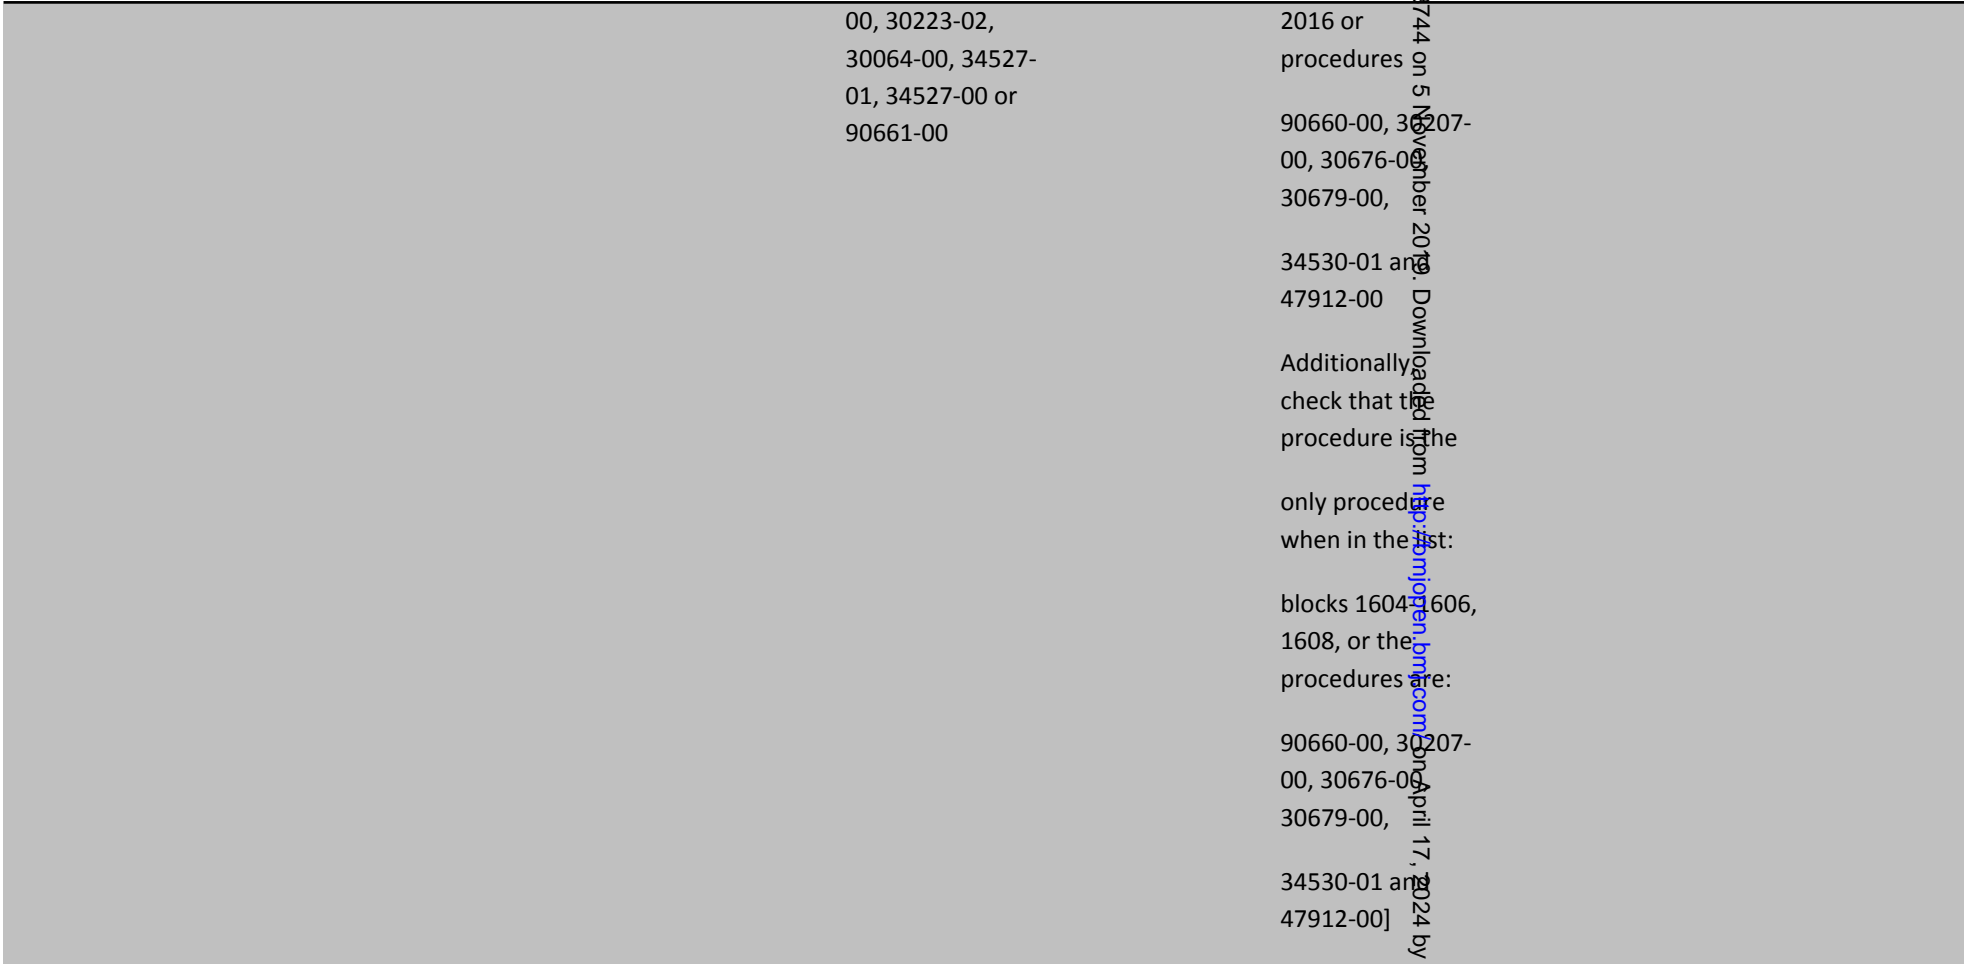 00, 30223-02,
30064-00, 34527-
01, 34527-00 or
90661-00
2016 or
procedures
90660-00, 30207-
00, 30676-00,
30679-00,
34530-01 and
47912-00
Additionally,
check that the
procedure is the
only procedure
when in the list:
blocks 1604-1606,
1608, or the
procedures are:
90660-00, 30207-
00, 30676-00,
30679-00,
34530-01 and
47912-00]
744 on 5 November 2019. Downloaded from http://bmjopen.bmj.com/ on April 17, 2024 by